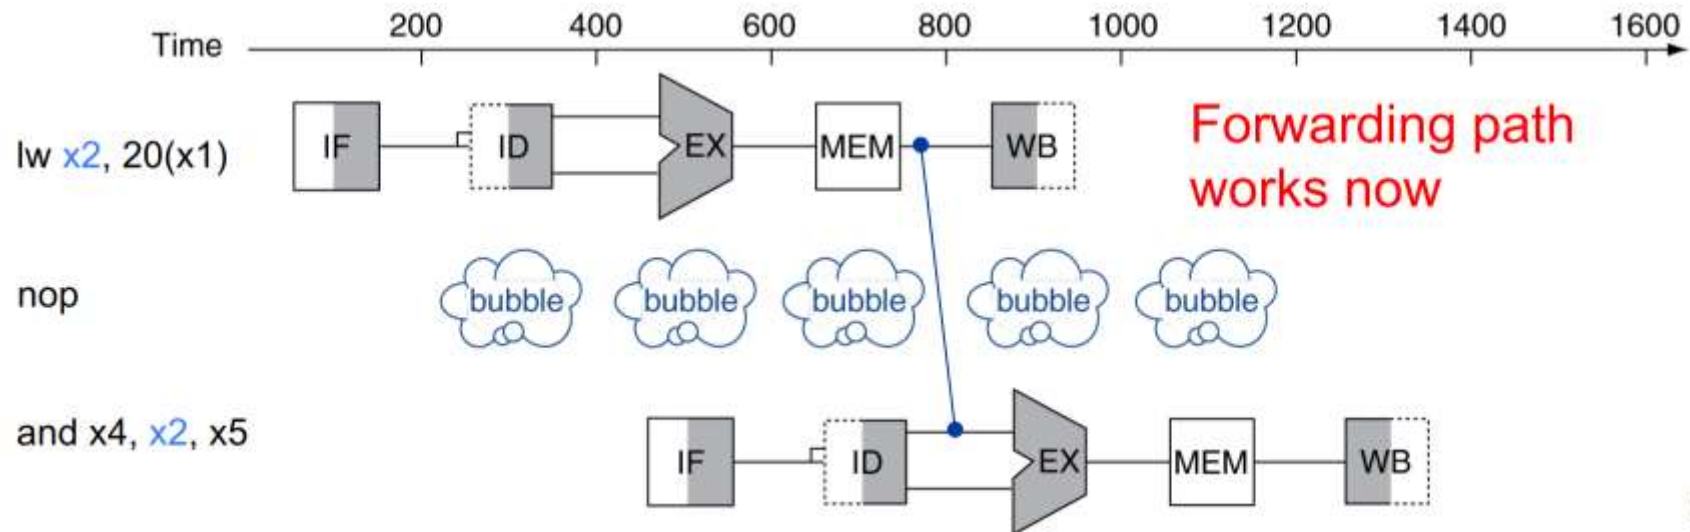 Time 200 400 600 800 1000 1200 1400 1600
lw x2, 20(x1) IF ID EX MEM WB
Forwarding path
works now
nop bubble bubble bubble bubble bubble
and x4, x2, x5 IF ID EX MEM WB